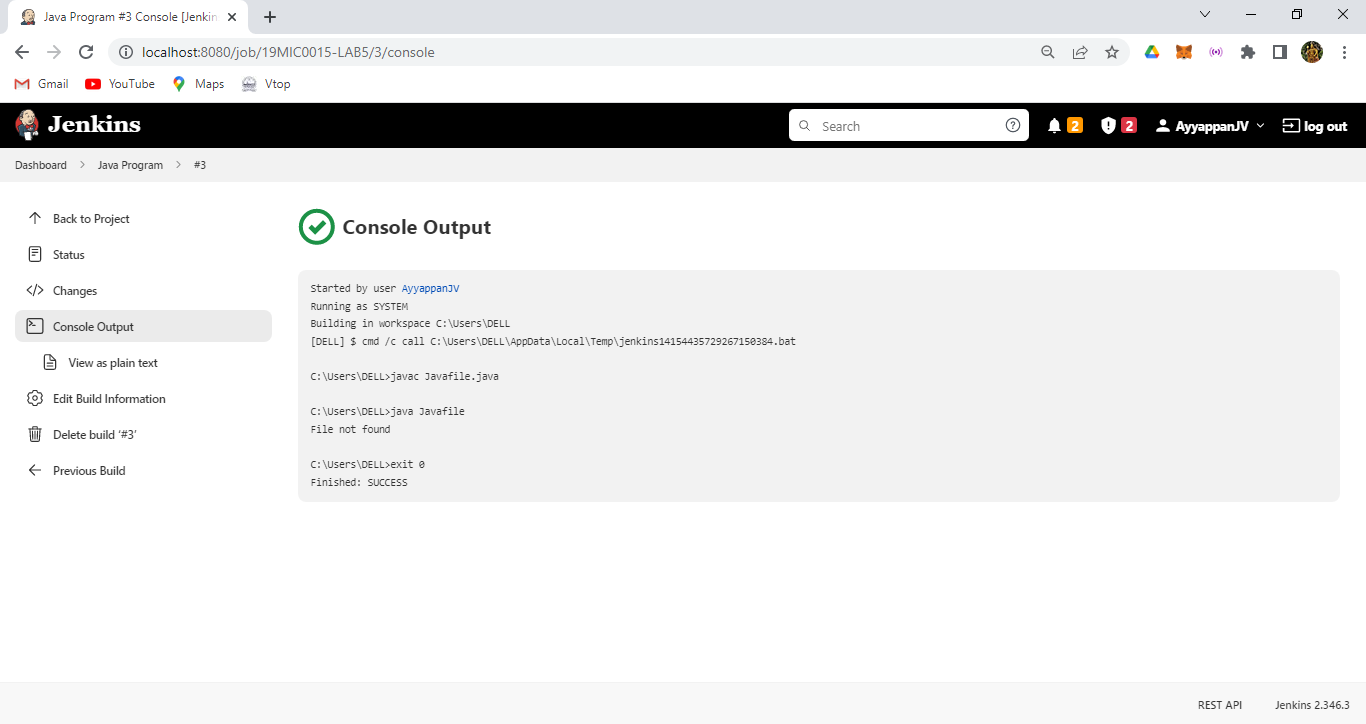 Java Program #3 Console [Jenkin
localhost:8080/job/19MIC0015-LAB5/3/console
Gmail YouTube Maps Vtop
Jenkins Search 2 2 AyyappanJV log out
Dashboard Java Program #3
Back to Project
Status
Changes
Console Output
View as plain text
Edit Build Information
Delete build ‘#3’
Previous Build
Console Output
Started by user AyyappanJV
Running as SYSTEM
Building in workspace C:\Users\DELL
[DELL] $ cmd /c call C:\Users\DELL\AppData\Local\Temp\jenkins14154435729267150384.bat
C:\Users\DELL>javac Javafile.java
C:\Users\DELL>java Javafile
File not found
C:\Users\DELL>exit 0
Finished: SUCCESS
REST API Jenkins 2.346.3